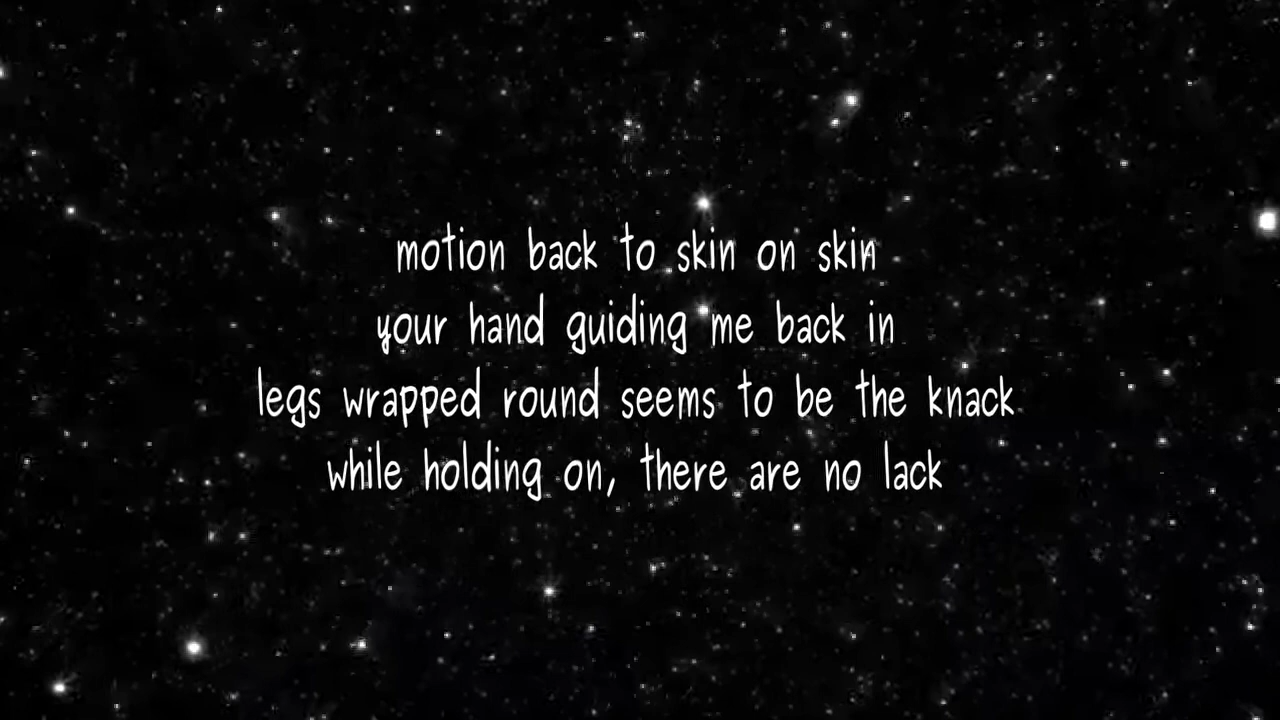 motion back to skin on skin
your hand guiding me back in
legs wrapped round seems to be the knack
while holding on, there are no lack